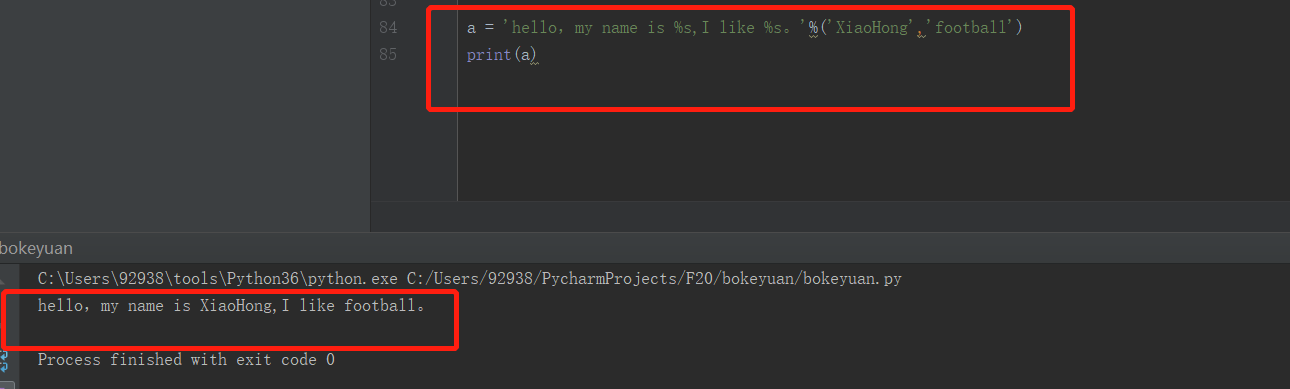 84 a = 'hello，my name is %s,I like %s。'%('XiaoHong','football')
85 print(a)
bokeyuan
C:\Users\92938\tools\Python36\python.exe C:/Users/92938/PycharmProjects/F20/bokeyuan/bokeyuan.py
hello，my name is XiaoHong,I like football。
Process finished with exit code 0